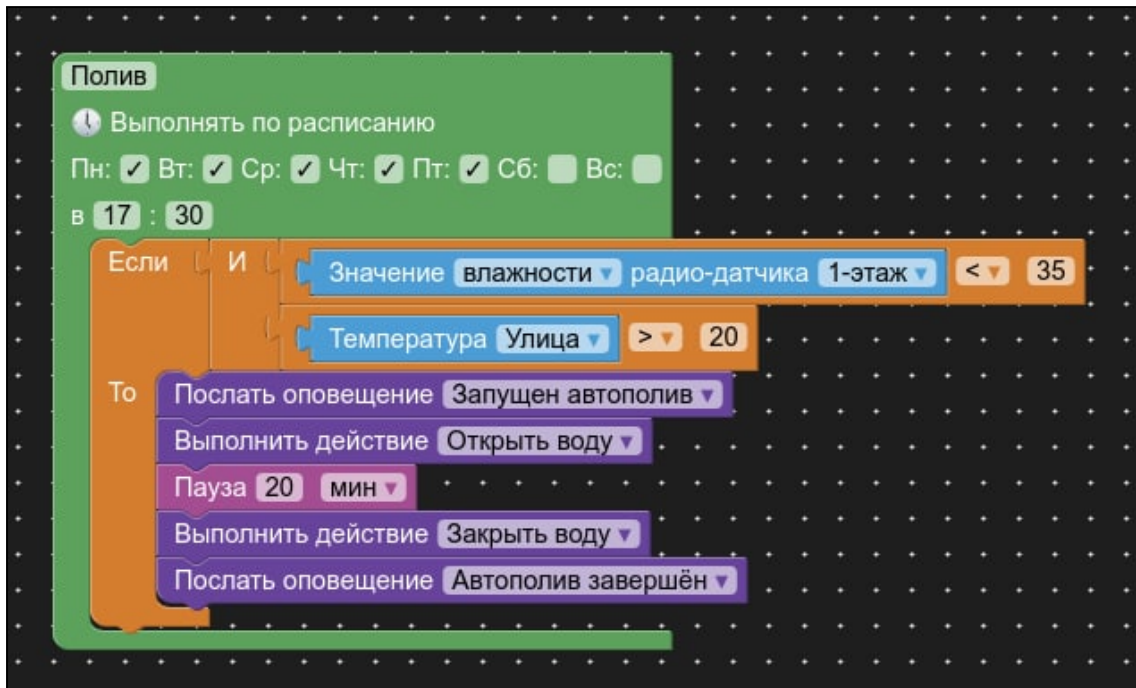 Полив
Выполнять по расписанию
Пн: ✓ Вт: ✓ Ср: ✓ Чт: ✓ Пт: ✓ Сб: Вс:
в 17 : 30
Если И Значение влажности ▾ радио-датчика 1-этаж ▾ < ▾ 35
Температура Улица ▾ > ▾ 20
То Послать оповещение Запущен автополив ▾
Выполнить действие Открыть воду ▾
Пауза 20 мин ▾
Выполнить действие Закрыть воду ▾
Послать оповещение Автополив завершён ▾